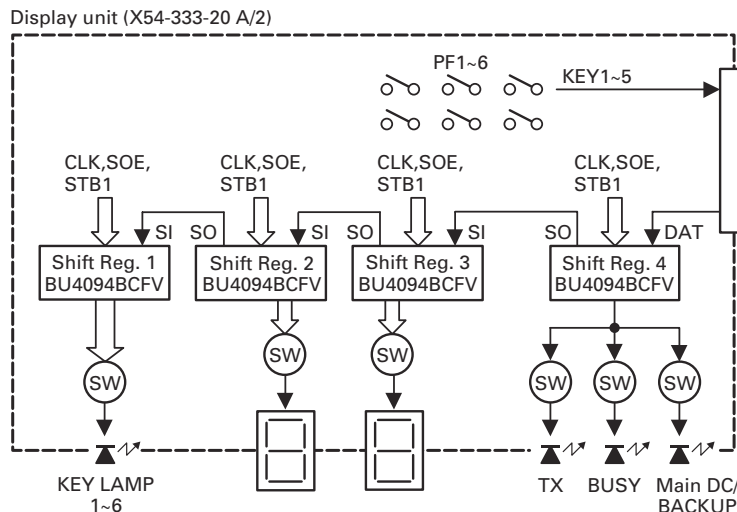 Display unit (X54-333-20 A/2)
PF1~6
KEY1~5
CLK,SOE,
STB1
CLK,SOE,
STB1
CLK,SOE,
STB1
CLK,SOE,
STB1
SI
SO
SI
SO
SI
SO
DAT
Shift Reg. 1
BU4094BCFV
Shift Reg. 2
BU4094BCFV
Shift Reg. 3
BU4094BCFV
Shift Reg. 4
BU4094BCFV
SW
SW
SW
SW
SW
SW
KEY LAMP
1~6
TX
BUSY
Main DC/
BACKUP